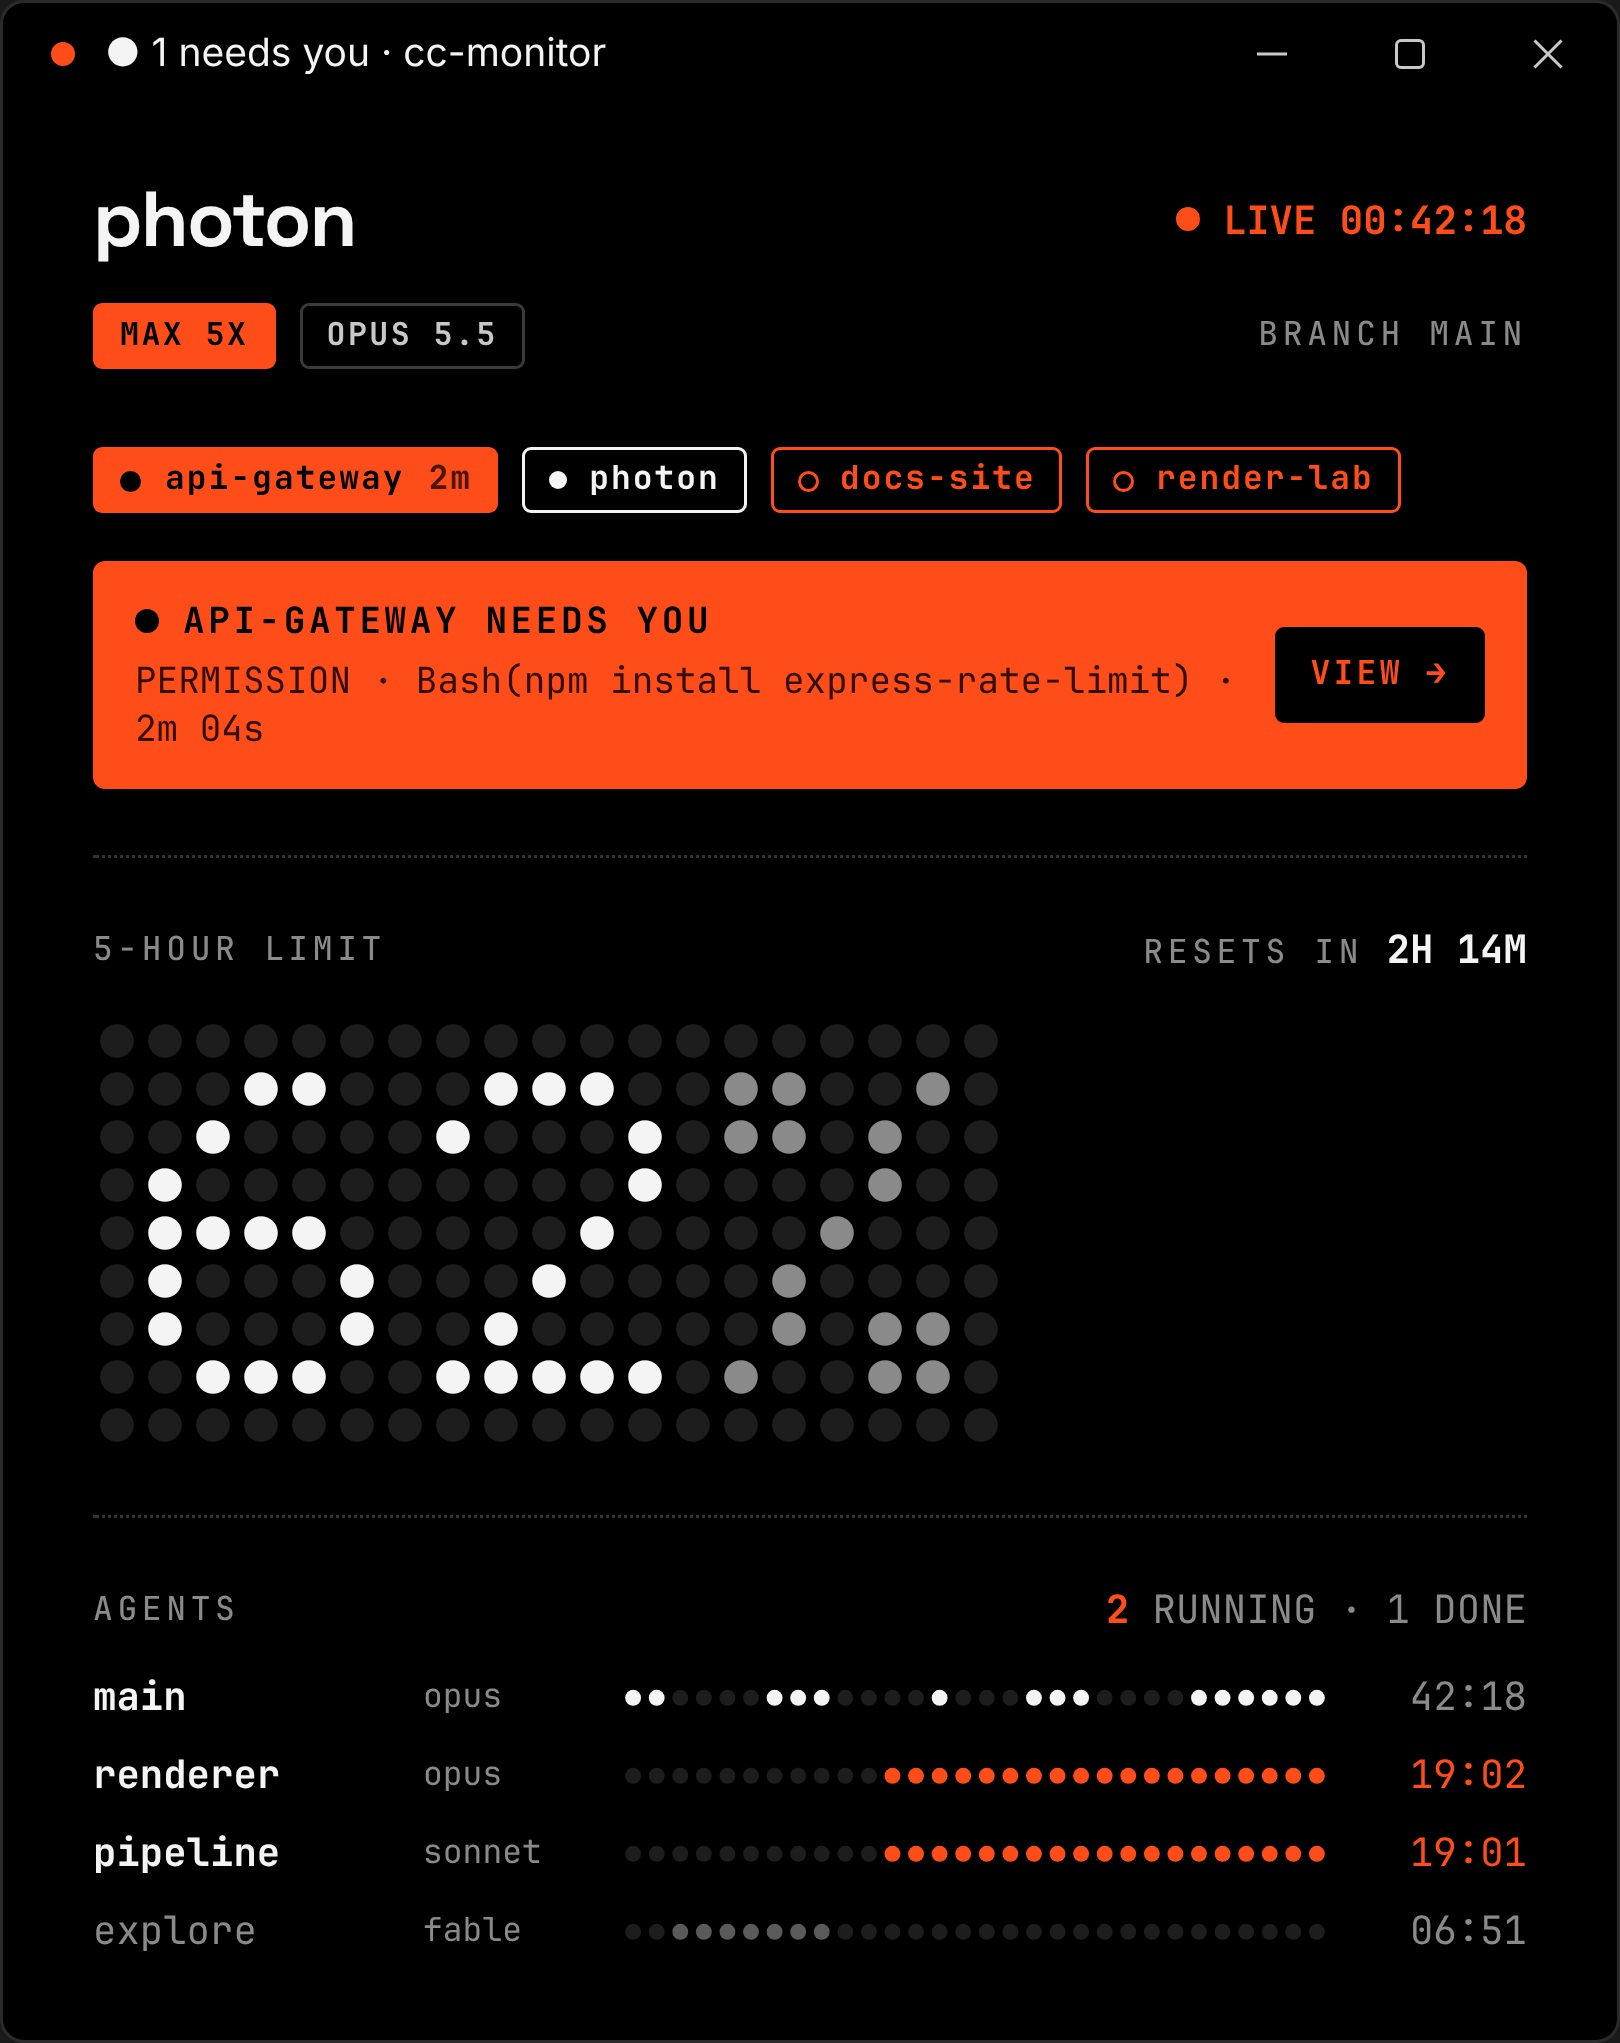 1 needs you · cc-monitor
photon
LIVE 00:42:18
MAX 5X
OPUS 5.5
BRANCH MAIN
api-gateway 2m
photon
docs-site
render-lab
API-GATEWAY NEEDS YOU
PERMISSION · Bash(npm install express-rate-limit) ·
2m 04s
VIEW →
5-HOUR LIMIT
RESETS IN 2H 14M
62%
AGENTS
2 RUNNING · 1 DONE
main opus 42:18
renderer opus 19:02
pipeline sonnet 19:01
explore fable 06:51